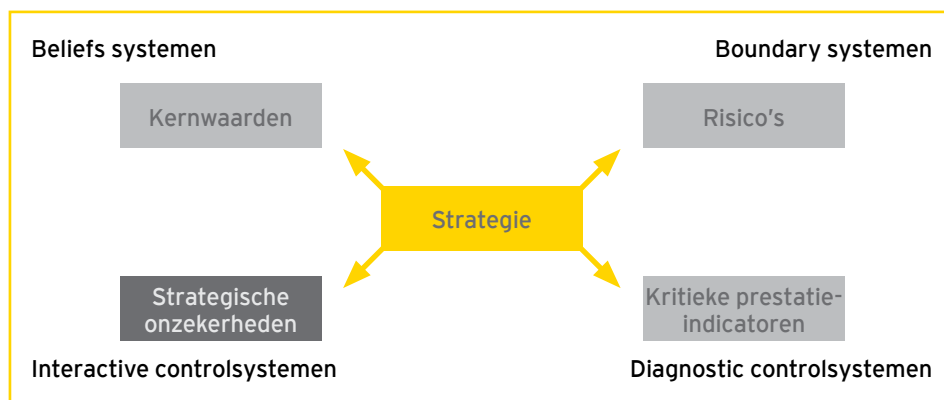 Beliefs systemen
Boundary systemen
Kernwaarden
Risico's
Strategie
Strategische
onzekerheden
Kritieke prestatie-
indicatoren
Interactive controlsystemen
Diagnostic controlsystemen